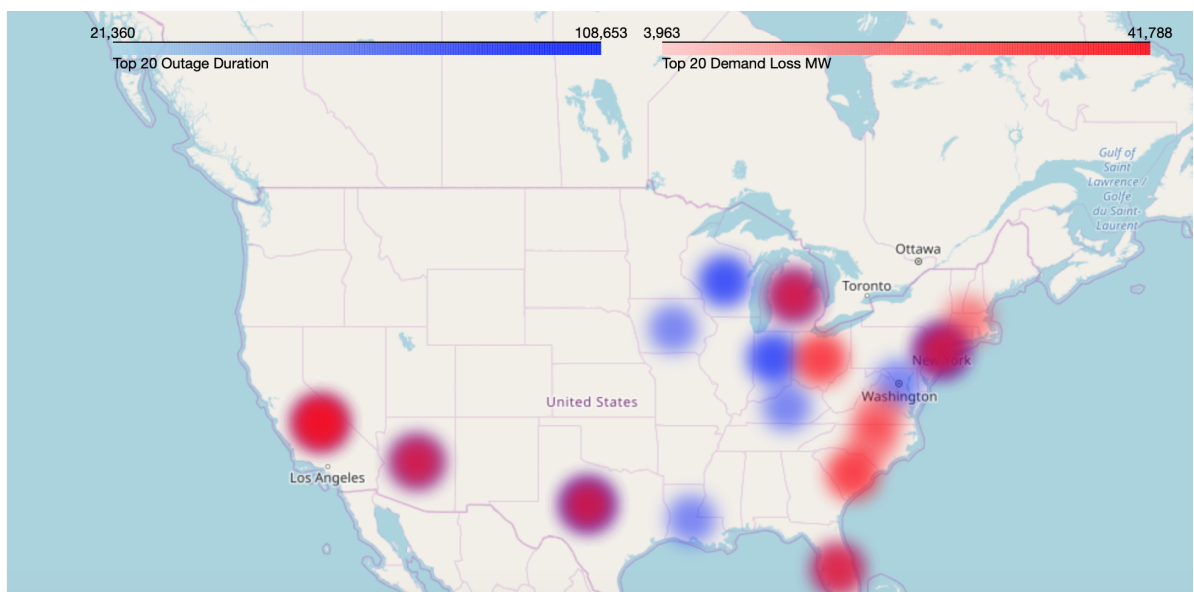 21,360 108,653 3,963 41,788
Top 20 Outage Duration Top 20 Demand Loss MW
Gulf of
Saint
Lawrence /
Golfe
du Saint-
Laurent
Ottawa
Toronto
New York
Washington
United States
Los Angeles